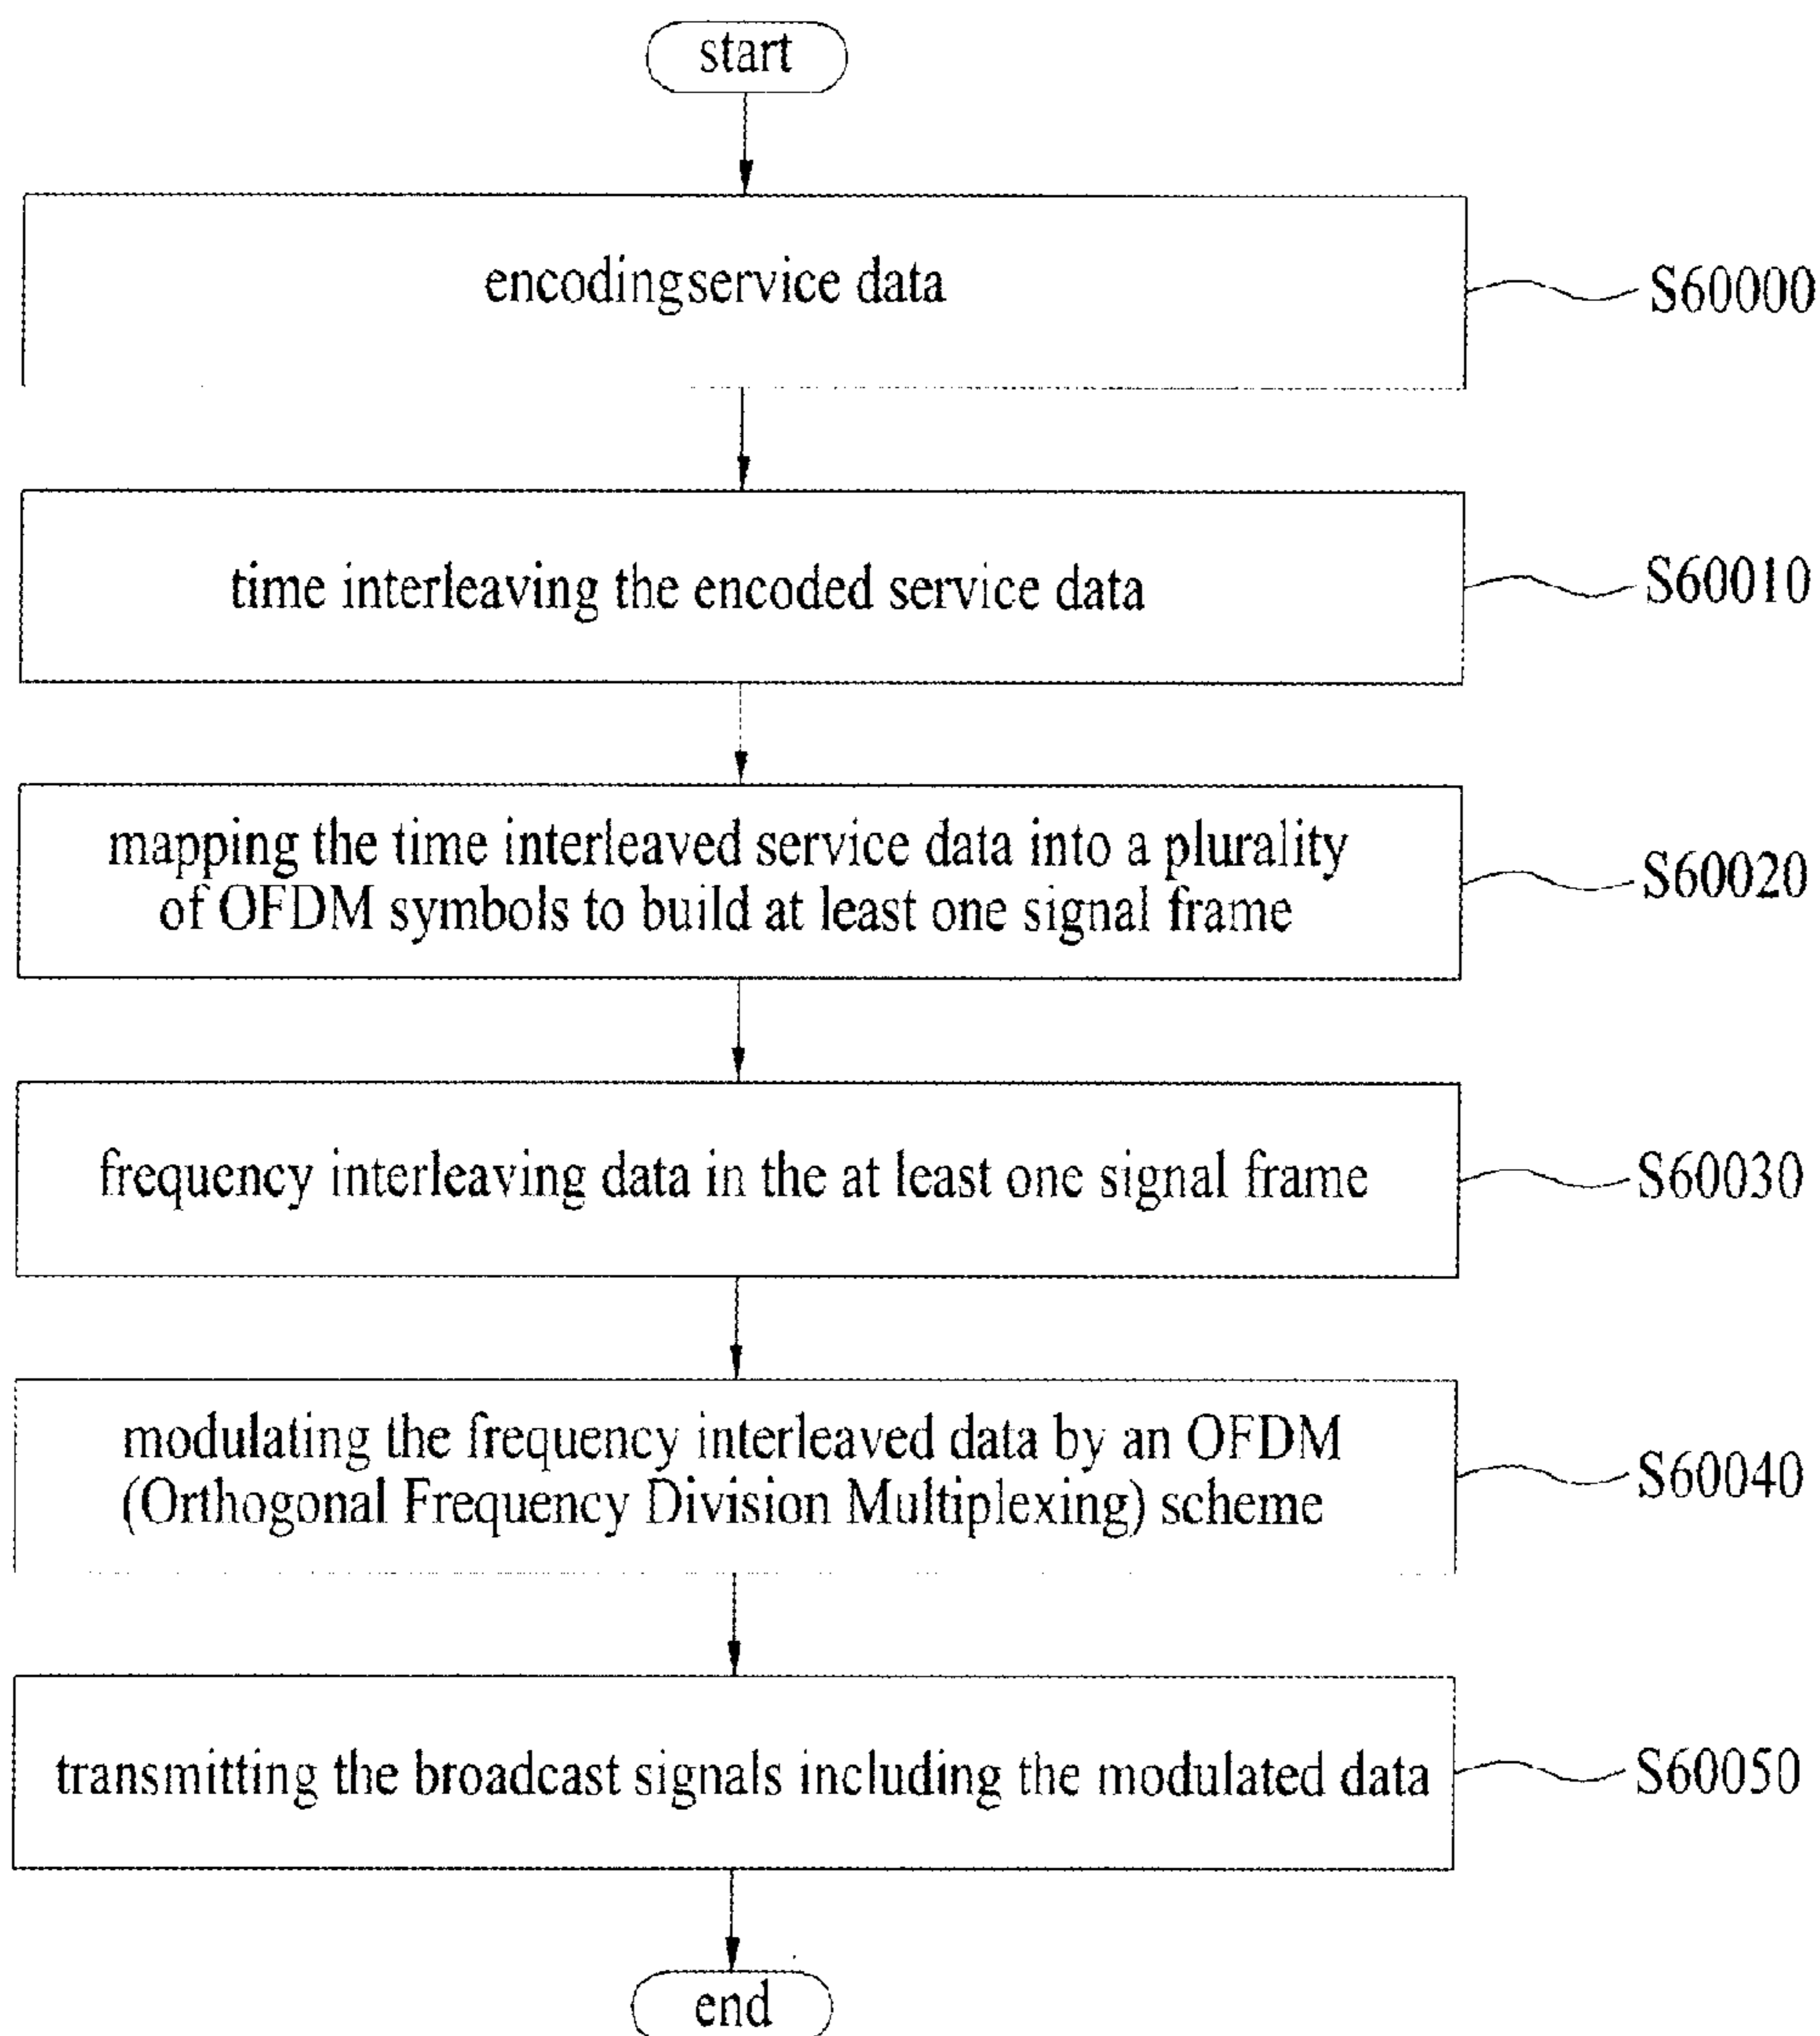 start
encodingservice data
S60000
time interleaving the encoded service data
S60010
mapping the time interleaved service data into a plurality
of OFDM symbols to build at least one signal frame
S60020
frequency interleaving data in the at least one signal frame
S60030
modulating the frequency interleaved data by an OFDM
(Orthogonal Frequency Division Multiplexing) scheme
S60040
transmitting the broadcast signals including the modulated data
S60050
end